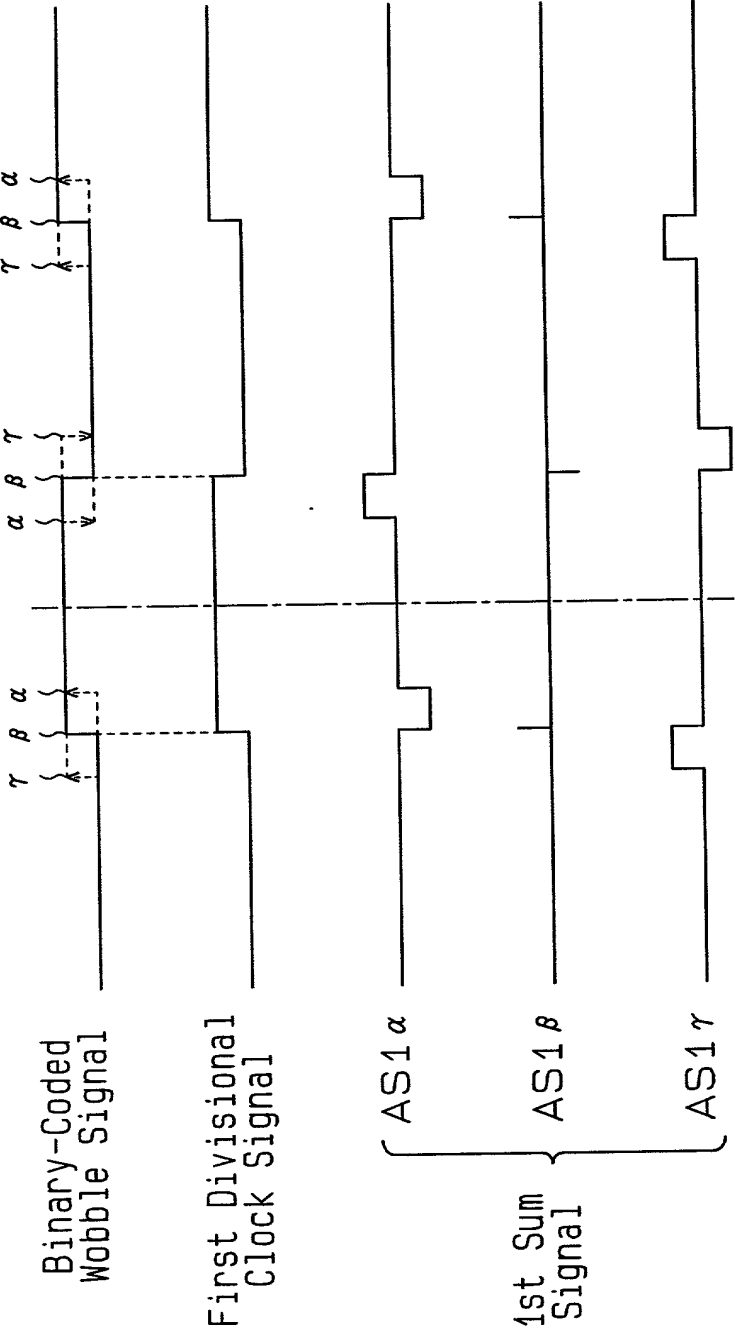 γ β α α β γ γ β α
Binary-Coded
Wobble Signal
First Divisional
Clock Signal
1st Sum
Signal
AS1α
AS1β
AS1γ